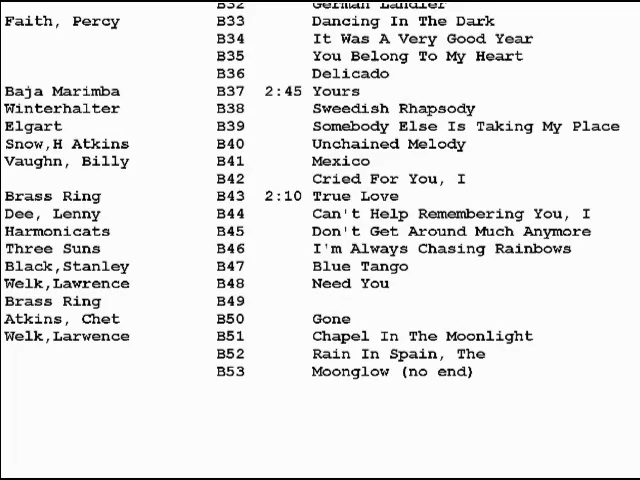 B32 German Landler
Faith, Percy B33 Dancing In The Dark
B34 It Was A Very Good Year
B35 You Belong To My Heart
B36 Delicado
Baja Marimba B37 2:45 Yours
Winterhalter B38 Sweedish Rhapsody
Elgart B39 Somebody Else Is Taking My Place
Snow,H Atkins B40 Unchained Melody
Vaughn, Billy B41 Mexico
B42 Cried For You, I
Brass Ring B43 2:10 True Love
Dee, Lenny B44 Can't Help Remembering You, I
Harmonicats B45 Don't Get Around Much Anymore
Three Suns B46 I'm Always Chasing Rainbows
Black,Stanley B47 Blue Tango
Welk,Lawrence B48 Need You
Brass Ring B49
Atkins, Chet B50 Gone
Welk,Larwence B51 Chapel In The Moonlight
B52 Rain In Spain, The
B53 Moonglow (no end)